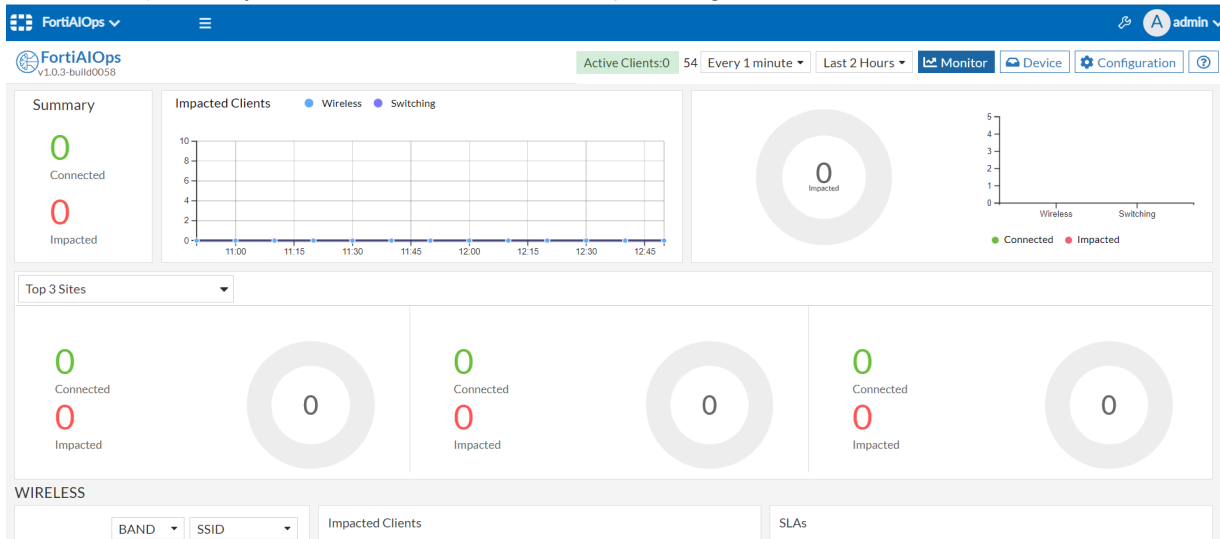 FortiAIOps
A admin
FortiAIOps
v1.0.3-build0058
Active Clients:0 54 Every 1 minute Last 2 Hours Monitor Device Configuration ?
Summary
0
Connected
0
Impacted
Impacted Clients Wireless Switching
10
8
6
4
2
0
11:00 11:15 11:30 11:45 12:00 12:15 12:30 12:45
0
Impacted
5
4
3
2
1
0
Wireless Switching
Connected Impacted
Top 3 Sites
0
Connected
0
Impacted
0
0
Connected
0
Impacted
0
0
Connected
0
Impacted
0
WIRELESS
BAND SSID
Impacted Clients
SLAs